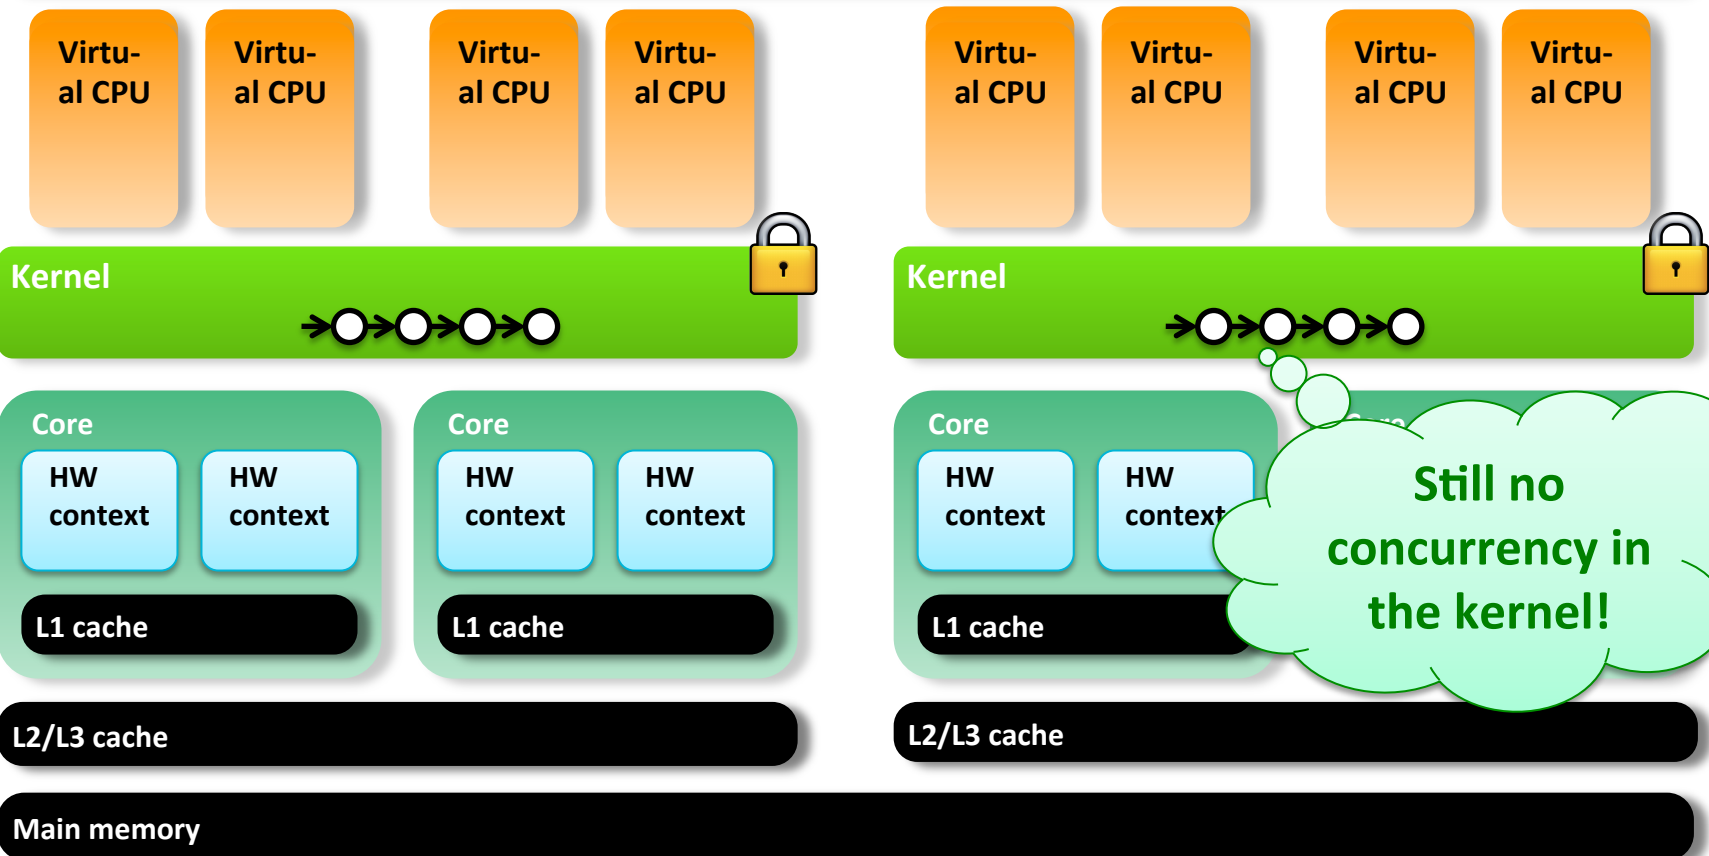 Virtu-
al CPU
Virtu-
al CPU
Virtu-
al CPU
Virtu-
al CPU
Virtu-
al CPU
Virtu-
al CPU
Virtu-
al CPU
Virtu-
al CPU
Kernel
Kernel
Core
Core
Core
Core
HW
context
HW
context
HW
context
HW
context
HW
context
HW
context
Still no
concurrency in
the kernel!
L1 cache
L1 cache
L1 cache
L2/L3 cache
L2/L3 cache
Main memory